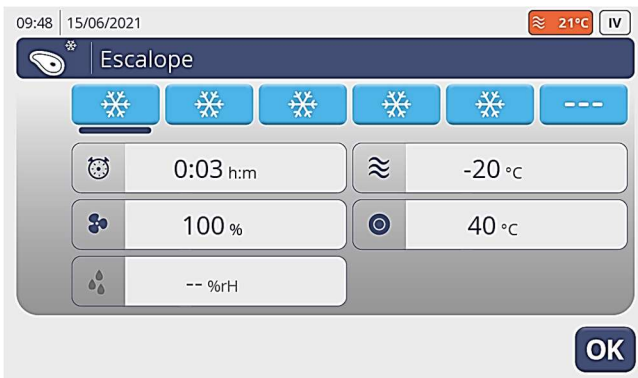 09:48 15/06/2021 21°C IV
Escalope
---
0:03 h:m -20 °C
100 % 40 °C
-- %rH
OK